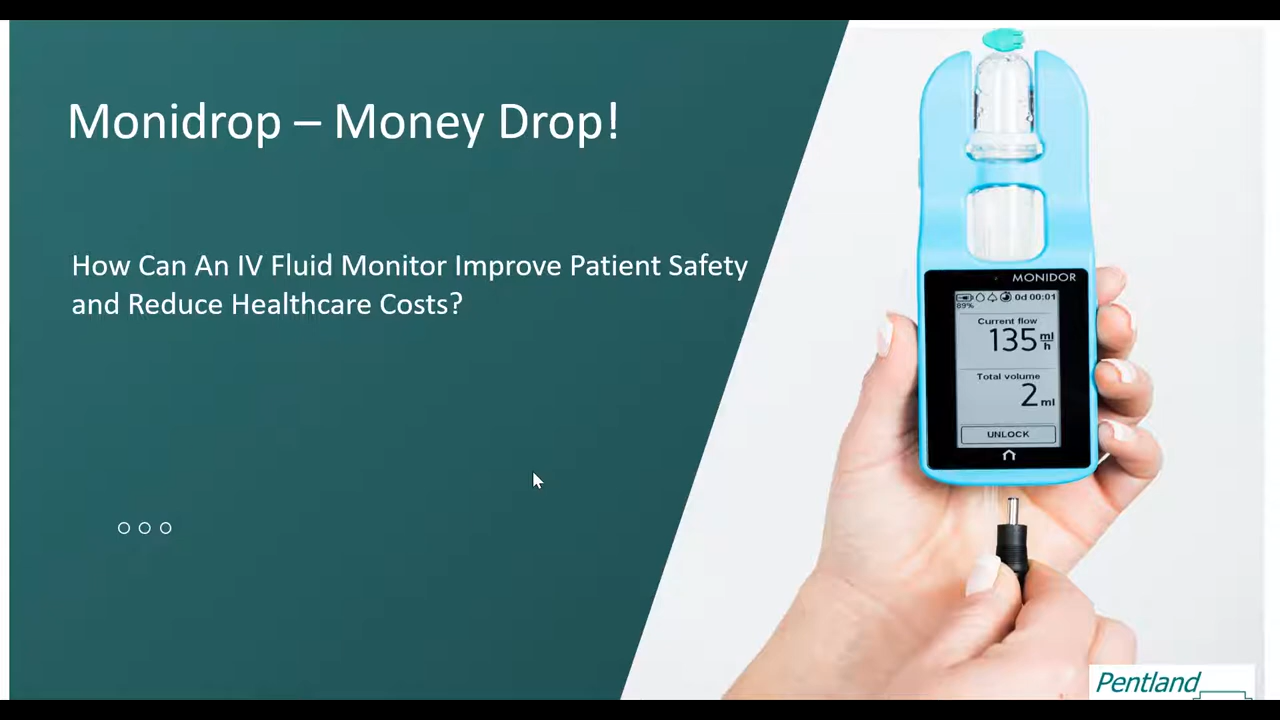 Monidrop – Money Drop!
How Can An IV Fluid Monitor Improve Patient Safety
and Reduce Healthcare Costs?
MONIDOR
0d 00:01
89%
Current flow
135 ml
h
Total volume
2 ml
UNLOCK
Pentland